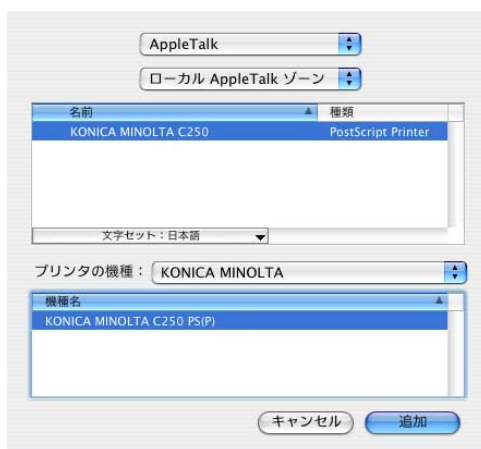 AppleTalk
ローカル AppleTalk ゾーン
名前 種類
KONICA MINOLTA C250 PostScript Printer
文字セット：日本語
プリンタの機種： KONICA MINOLTA
機種名
KONICA MINOLTA C250 PS(P)
キャンセル 追加